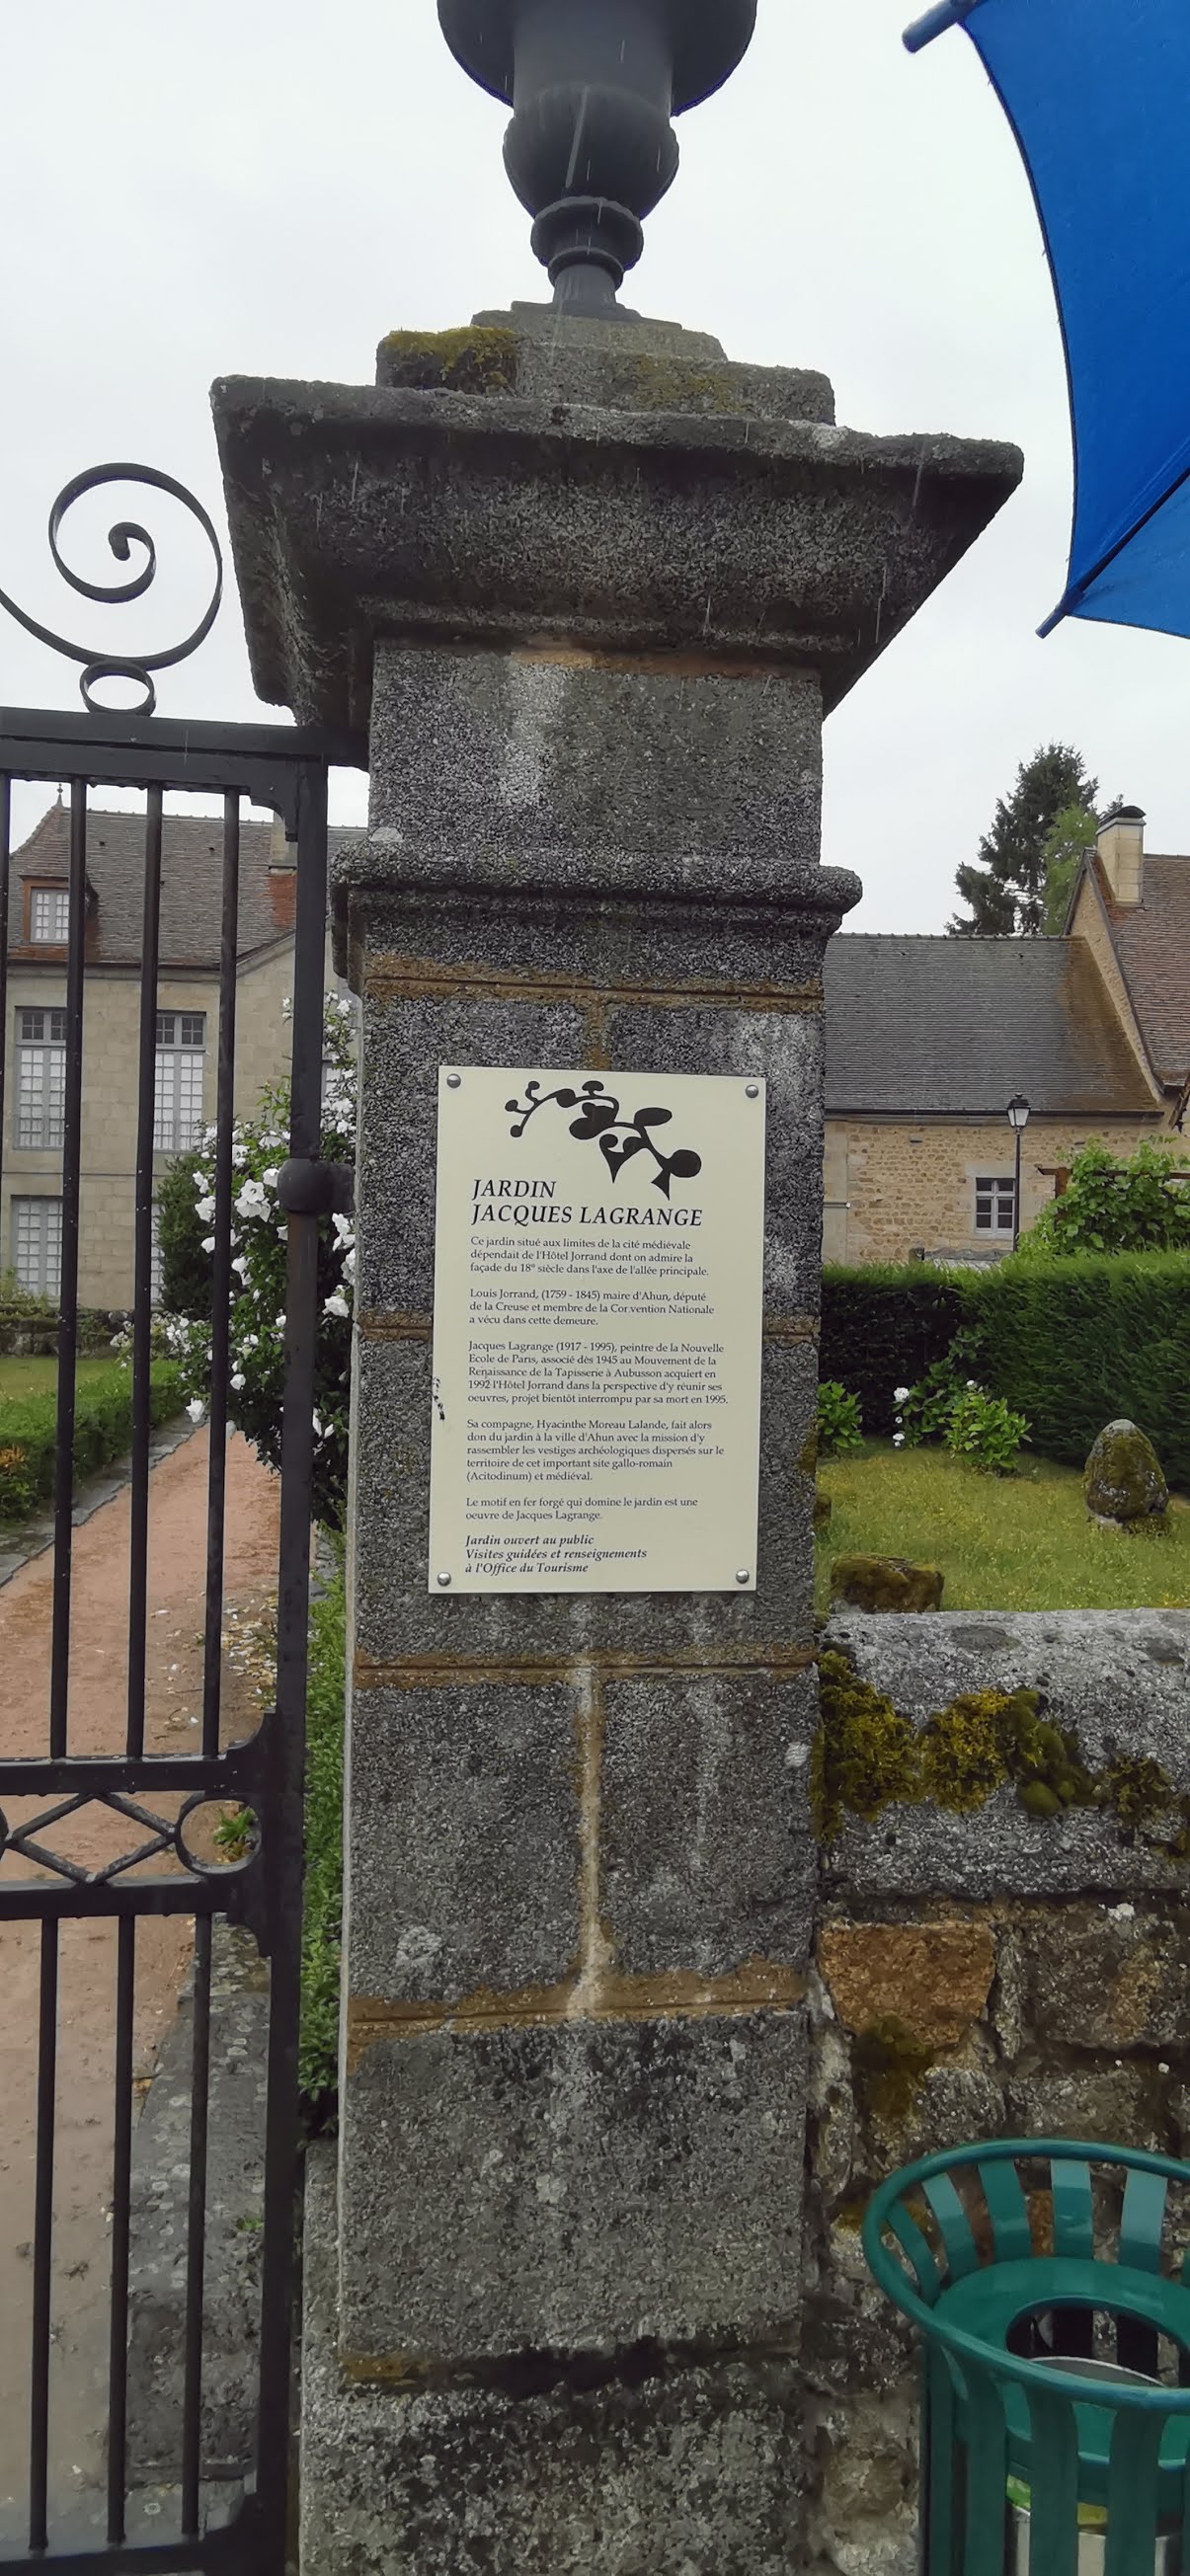 JARDIN
JACQUES LAGRANGE
Ce jardin situé aux limites de la cité médiévale
dépendait de l'Hôtel Jorrand dont on admire la
façade du 18e siècle dans l'axe de l'allée principale.
Louis Jorrand, (1759 - 1845) maire d'Ahun, député
de la Creuse et membre de la Convention Nationale
a vécu dans cette demeure.
Jacques Lagrange (1917 - 1995), peintre de la Nouvelle
Ecole de Paris, associé dès 1945 au Mouvement de la
Renaissance de la Tapisserie à Aubusson acquiert en
1992 l'Hôtel Jorrand dans la perspective d'y réunir ses
oeuvres, projet bientôt interrompu par sa mort en 1995.
Sa compagne, Hyacinthe Moreau Lalande, fait alors
don du jardin à la ville d'Ahun avec la mission d'y
rassembler les vestiges archéologiques dispersés sur le
territoire de cet important site gallo-romain
(Acitodinum) et médiéval.
Le motif en fer forgé qui domine le jardin est une
oeuvre de Jacques Lagrange.
Jardin ouvert au public
Visites guidées et renseignements
à l'Office du Tourisme